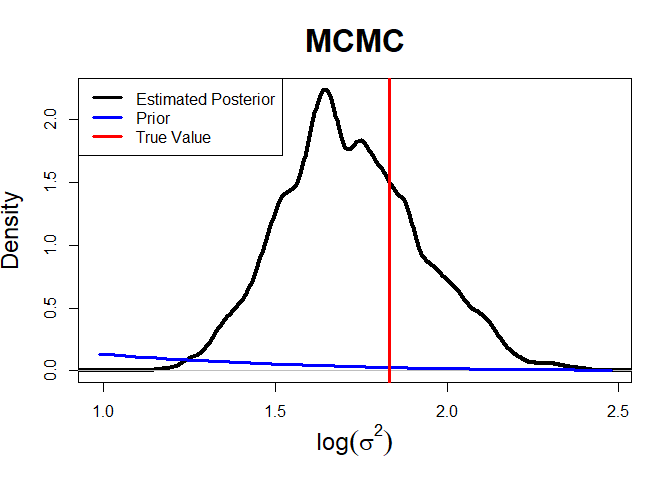 MCMC
Estimated Posterior
Prior
True Value
Density
2.0
1.5
1.0
0.5
0.0
1.0 1.5 2.0 2.5
log(σ²)